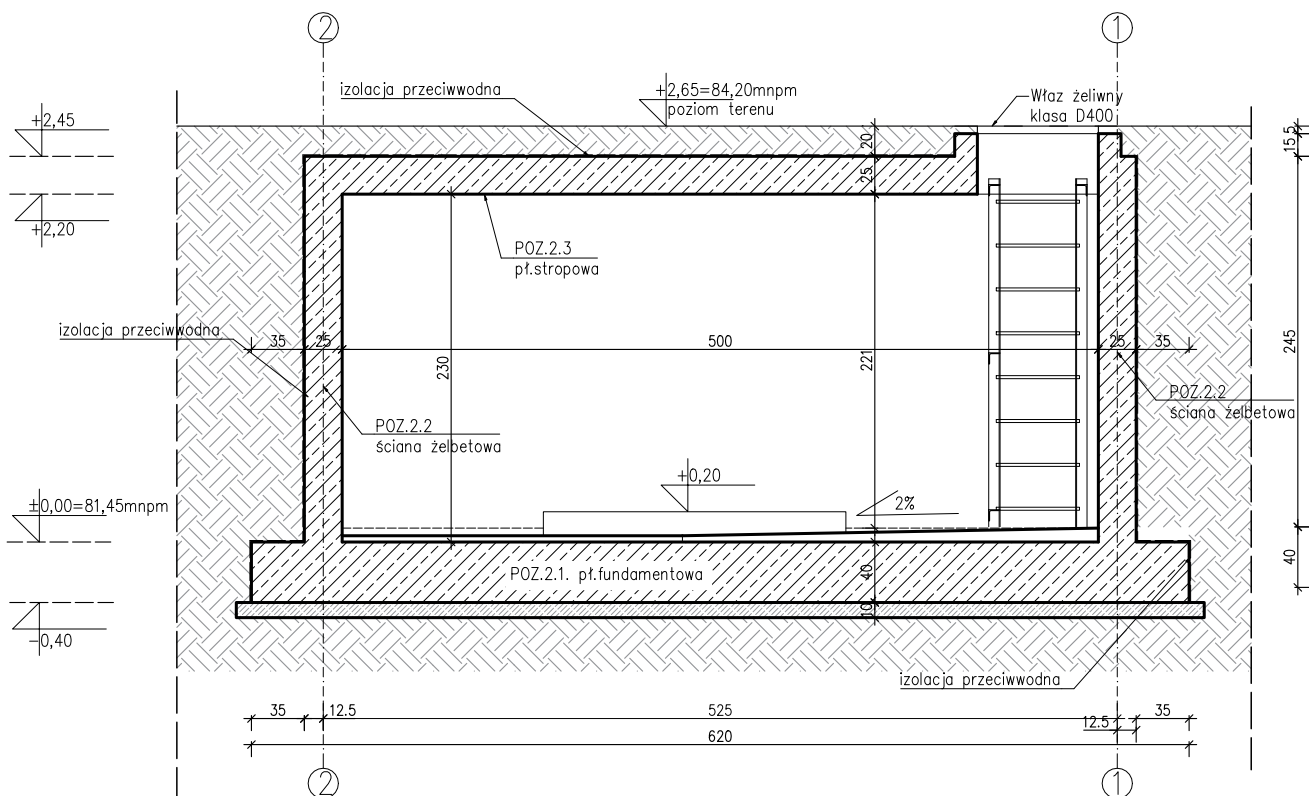 2
1
izolacja przeciwwodna
+2,65=84,20mnpm
poziom terenu
Właz żeliwny
klasa D400
+2,45
20
15
5
25
+2,20
POZ.2.3
pł.stropowa
izolacja przeciwwodna
35
25
500
25
35
230
221
245
POZ.2.2
ściana żelbetowa
POZ.2.2
ściana żelbetowa
+0,20
2%
±0,00=81,45mnpm
POZ.2.1. pł.fundamentowa
40
40
10
-0,40
izolacja przeciwwodna
35
12.5
525
12.5
35
620
2
1